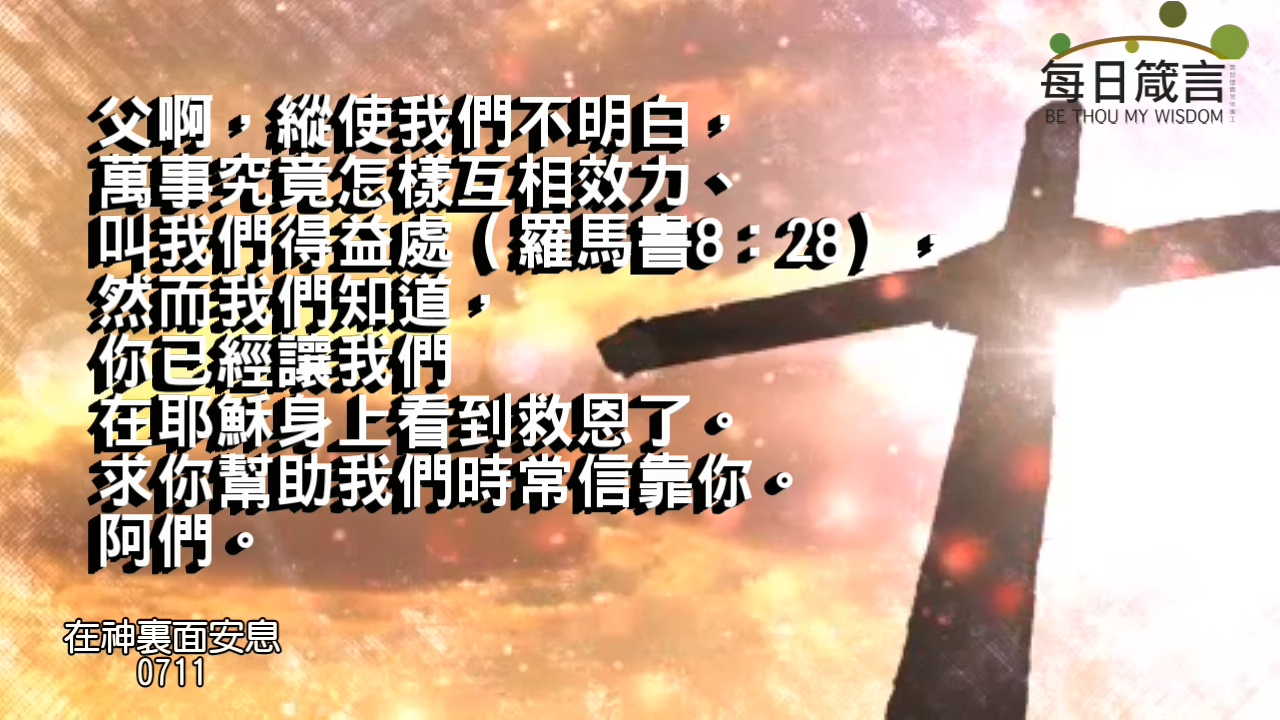 每日箴言
BE THOU MY WISDOM
父啊，縱使我們不明白，
萬事究竟怎樣互相效力、
叫我們得益處（羅馬書8：28），
然而我們知道，
你已經讓我們
在耶穌身上看到救恩了。
求你幫助我們時常信靠你。
阿們。
在神裏面安息
0711